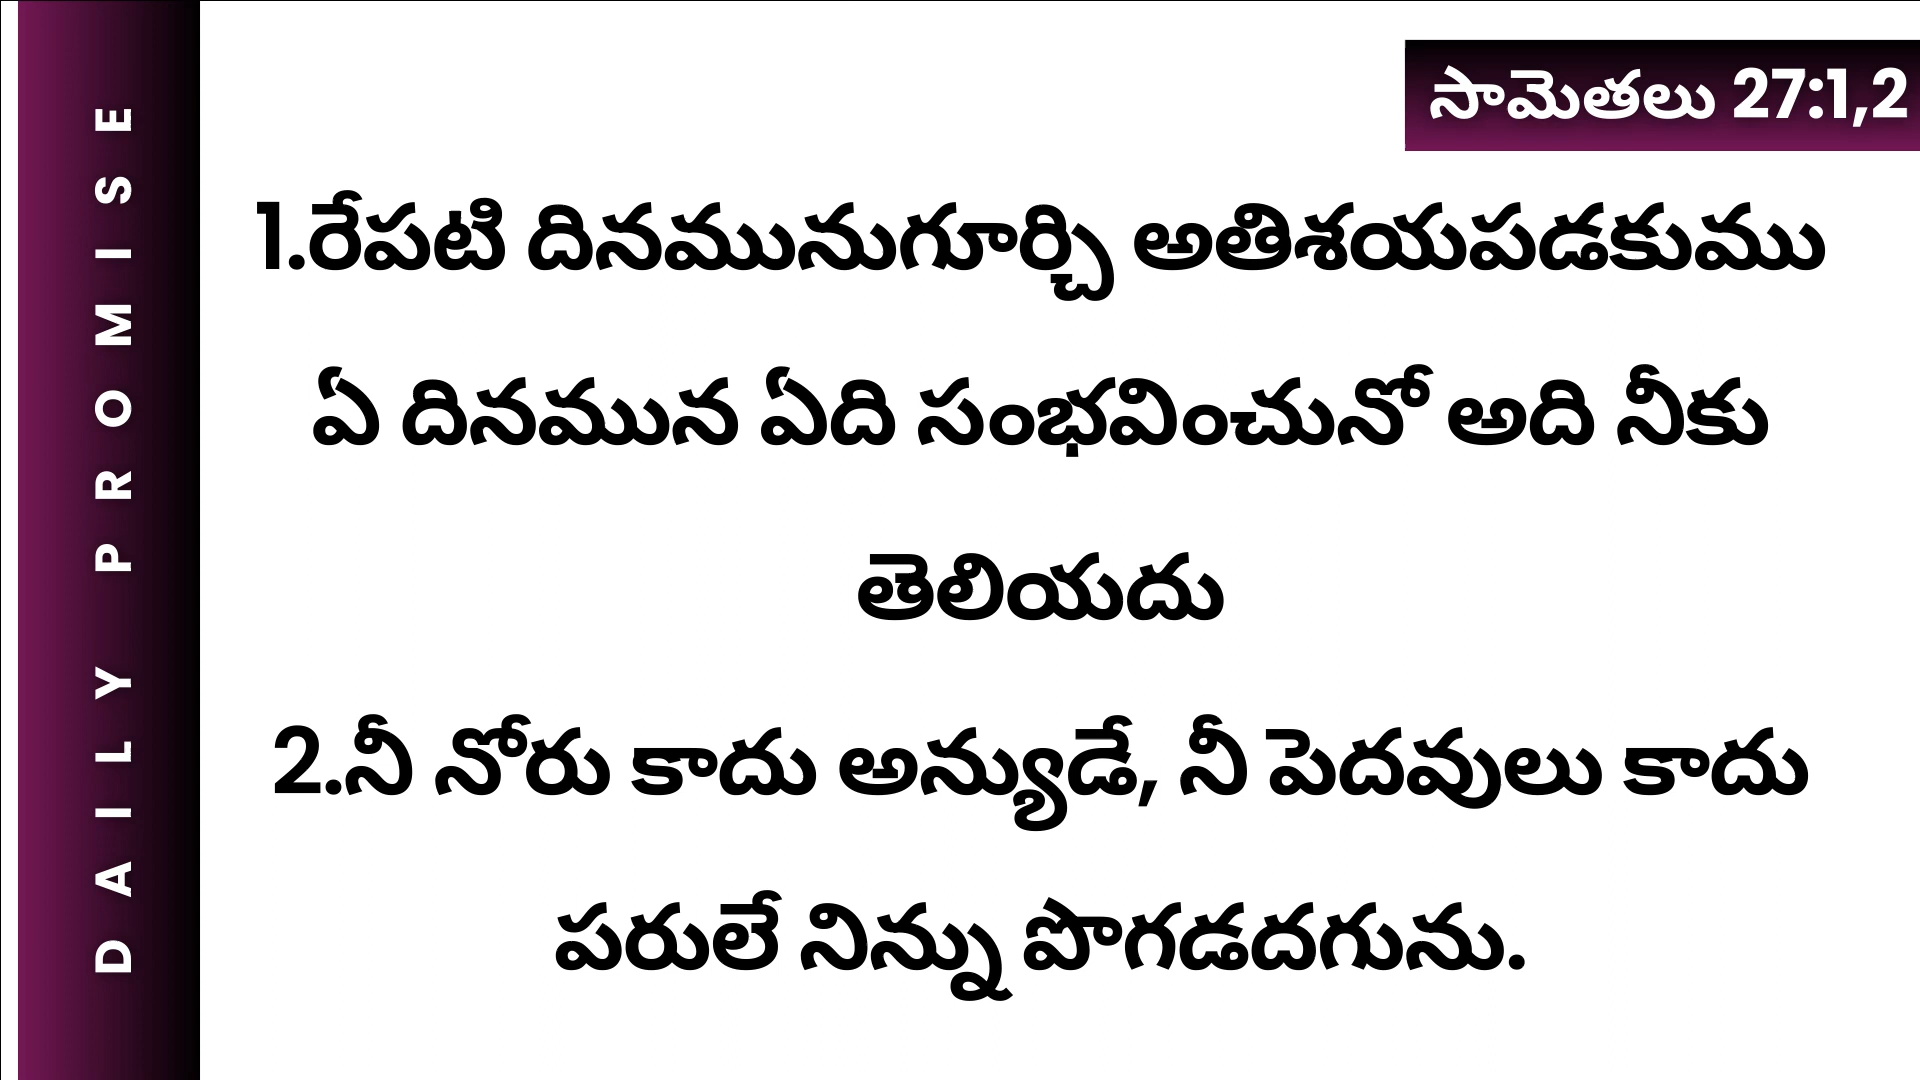 DAILY PROMISE
సామెతలు 27:1,2
1.రేపటి దినమునుగూర్చి అతిశయపడకుము
ఏ దినమున ఏది సంభవించునో అది నీకు
తెలియదు
2.నీ నోరు కాదు అన్యుడే, నీ పెదవులు కాదు
పరులే నిన్ను పొగడదగును.